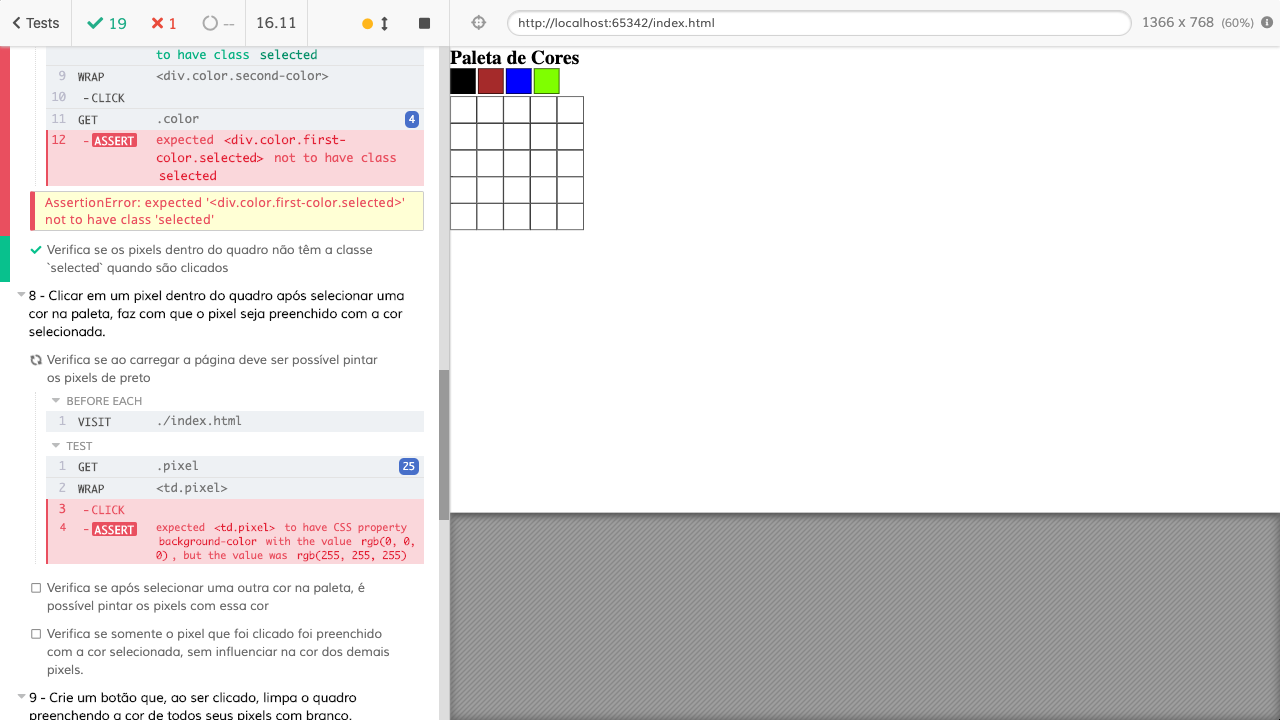 Tests 19 1 -- 16.11 http://localhost:65342/index.html 1366 x 768 (60%)
to have class selected
9 WRAP <div.color.second-color>
10 -CLICK
11 GET .color 4
12 -ASSERT expected <div.color.first-
color.selected> not to have class
selected
AssertionError: expected '<div.color.first-color.selected>'
not to have class 'selected'
Verifica se os pixels dentro do quadro não têm a classe
`selected` quando são clicados
8 - Clicar em um pixel dentro do quadro após selecionar uma
cor na paleta, faz com que o pixel seja preenchido com a cor
selecionada.
Verifica se ao carregar a página deve ser possível pintar
os pixels de preto
BEFORE EACH
1 VISIT ./index.html
TEST
1 GET .pixel 25
2 WRAP <td.pixel>
3 -CLICK
4 -ASSERT expected <td.pixel> to have CSS property
background-color with the value rgb(0, 0,
0), but the value was rgb(255, 255, 255)
Verifica se após selecionar uma outra cor na paleta, é
possível pintar os pixels com essa cor
Verifica se somente o pixel que foi clicado foi preenchido
com a cor selecionada, sem influenciar na cor dos demais
pixels.
9 - Crie um botão que, ao ser clicado, limpa o quadro
preenchendo a cor de todos seus pixels com branco.
Paleta de Cores